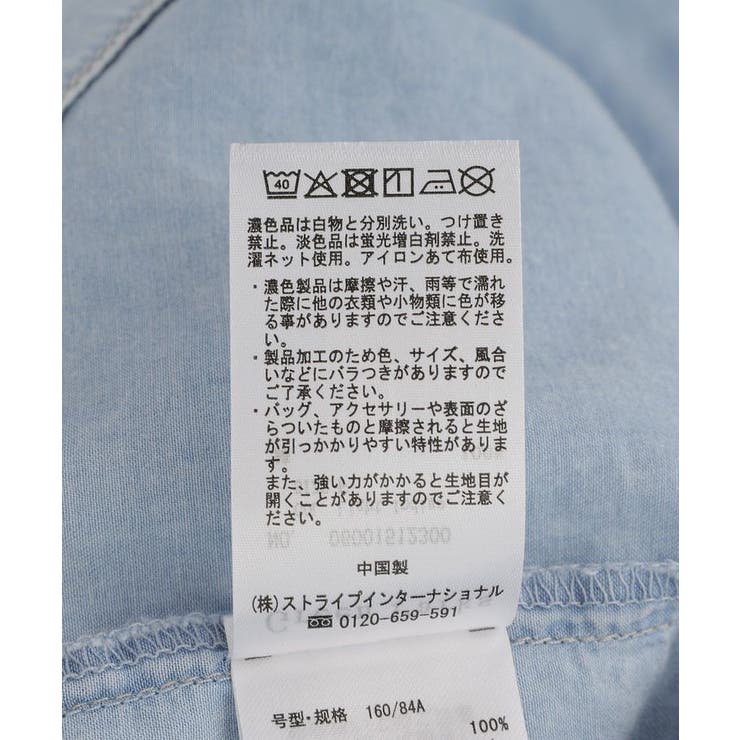 40
濃色品は白物と分別洗い。つけ置き
禁止。淡色品は蛍光増白剤禁止。洗
濯ネット使用。アイロンあて布使用。
・濃色製品は摩擦や汗、雨等で濡れ
た際に他の衣類や小物類に色が移
る事がありますのでご注意くださ
い。
・製品加工のため色、サイズ、風合
いなどにバラつきがありますので
ご了承ください。
・バッグ、アクセサリーや表面のざ
らついたものと摩擦されると生地
が引っかかりやすい特性がありま
す。
また、強い力がかかると生地目が
開くことがありますのでご注意く
ださい。
NO. 06001512300
中国製
(株)ストライプインターナショナル
0120-659-591
号型・规格 160/84A
100%